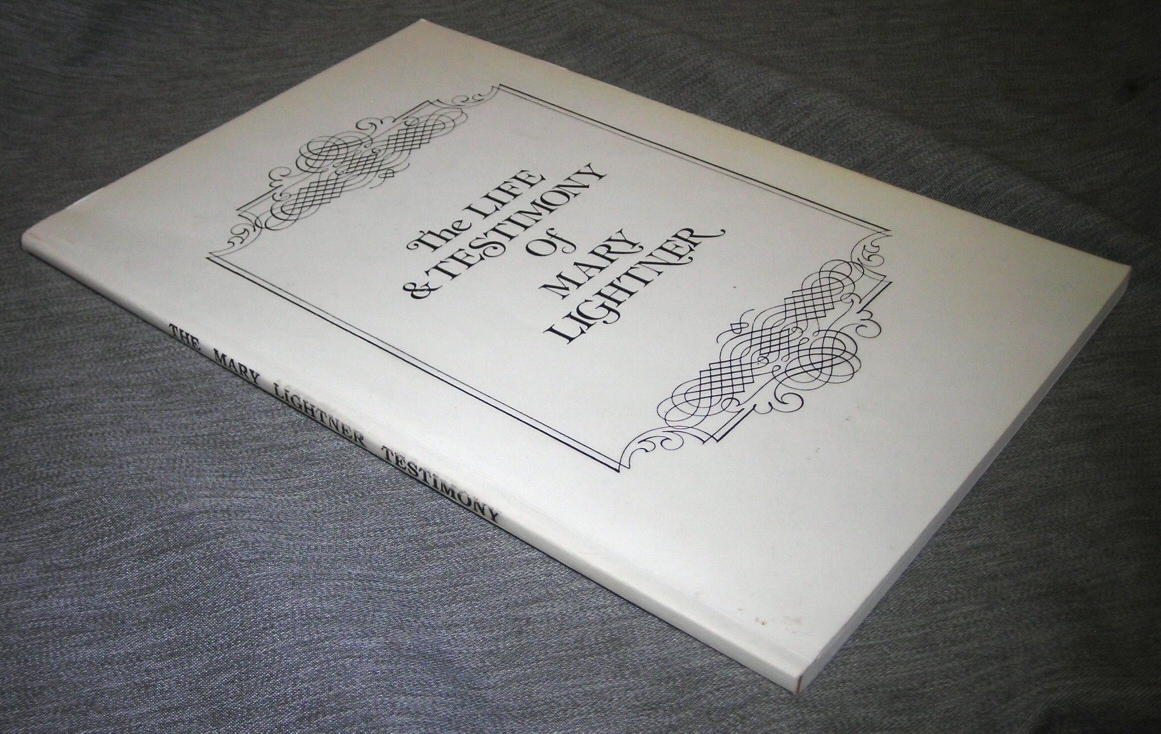 The LIFE
& TESTIMONY
Of
MARY
LIGHTNER
THE MARY LIGHTNER TESTIMONY